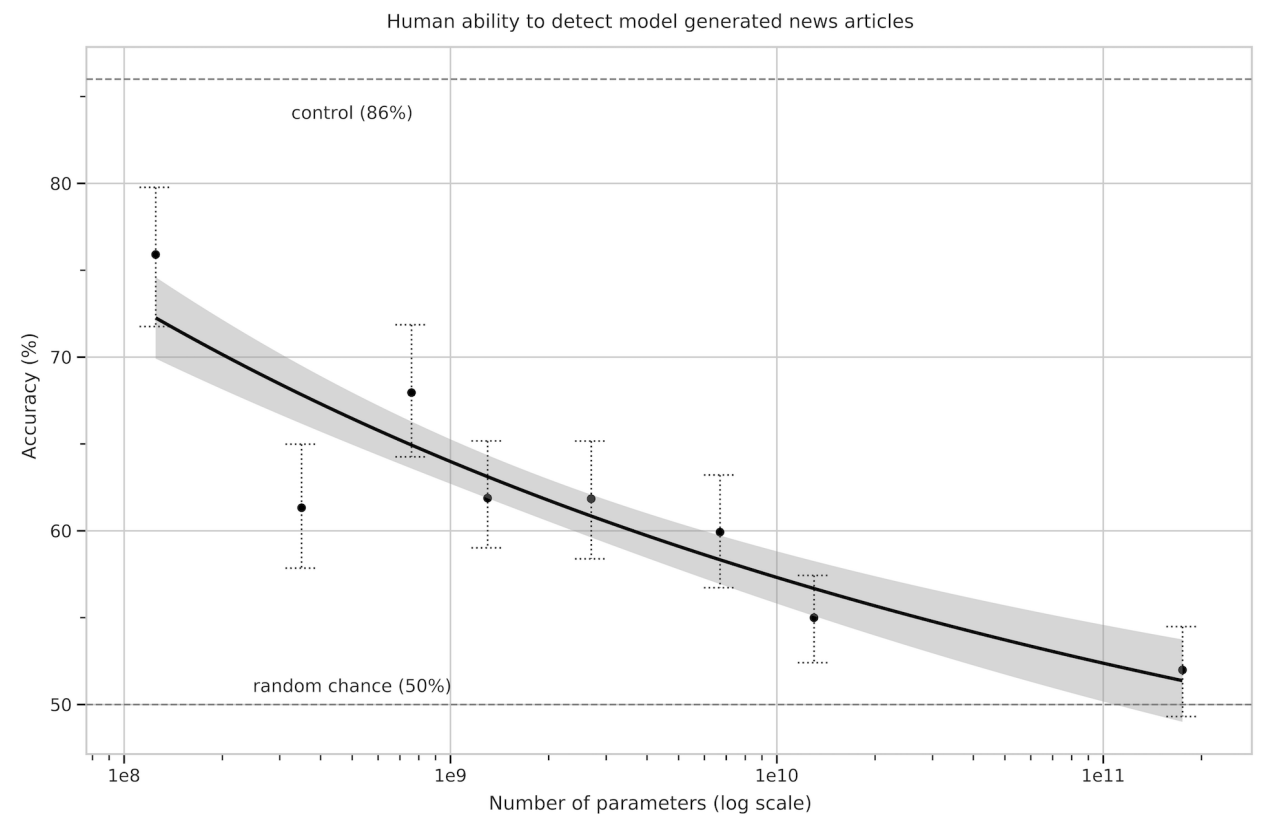 Human ability to detect model generated news articles
control (86%)
80
70
60
random chance (50%)
50
Accuracy (%)
1e8
1e9
1e10
1e11
Number of parameters (log scale)